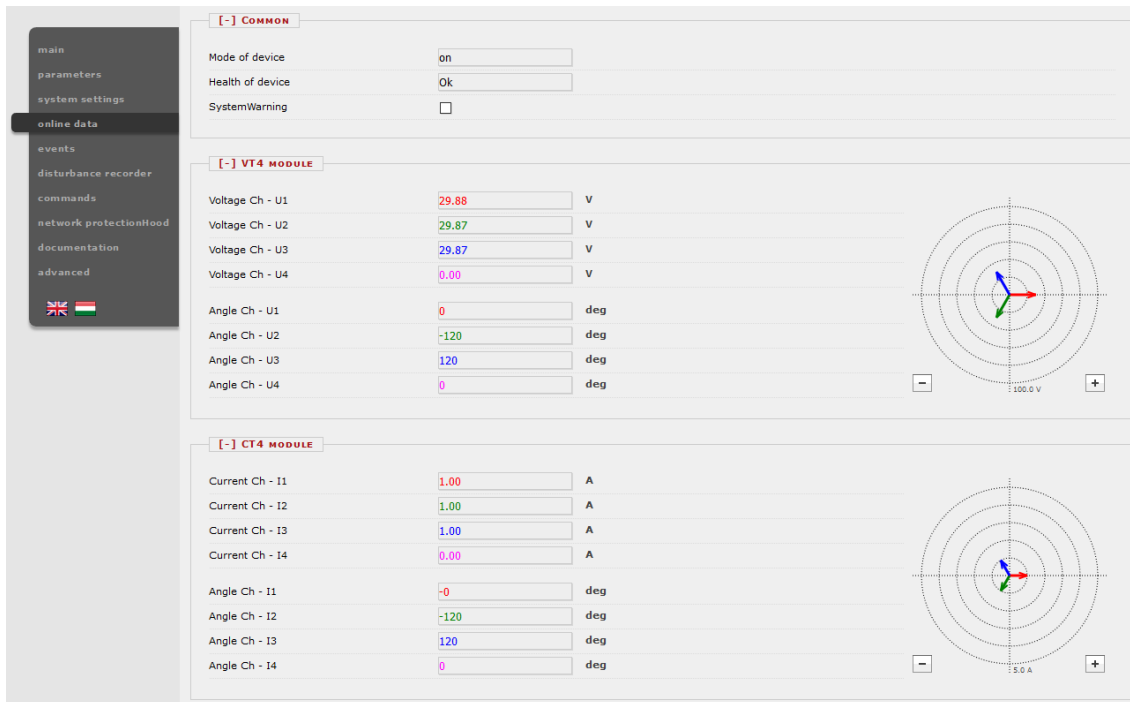 main
parameters
system settings
online data
events
disturbance recorder
commands
network protectionHood
documentation
advanced
[-] COMMON
Mode of device on
Health of device Ok
SystemWarning
[-] VT4 MODULE
Voltage Ch - U1 29.88 V
Voltage Ch - U2 29.87 V
Voltage Ch - U3 29.87 V
Voltage Ch - U4 0.00 V
Angle Ch - U1 0 deg
Angle Ch - U2 -120 deg
Angle Ch - U3 120 deg
Angle Ch - U4 0 deg
- 100.0 V +
[-] CT4 MODULE
Current Ch - I1 1.00 A
Current Ch - I2 1.00 A
Current Ch - I3 1.00 A
Current Ch - I4 0.00 A
Angle Ch - I1 -0 deg
Angle Ch - I2 -120 deg
Angle Ch - I3 120 deg
Angle Ch - I4 0 deg
- 5.0 A +